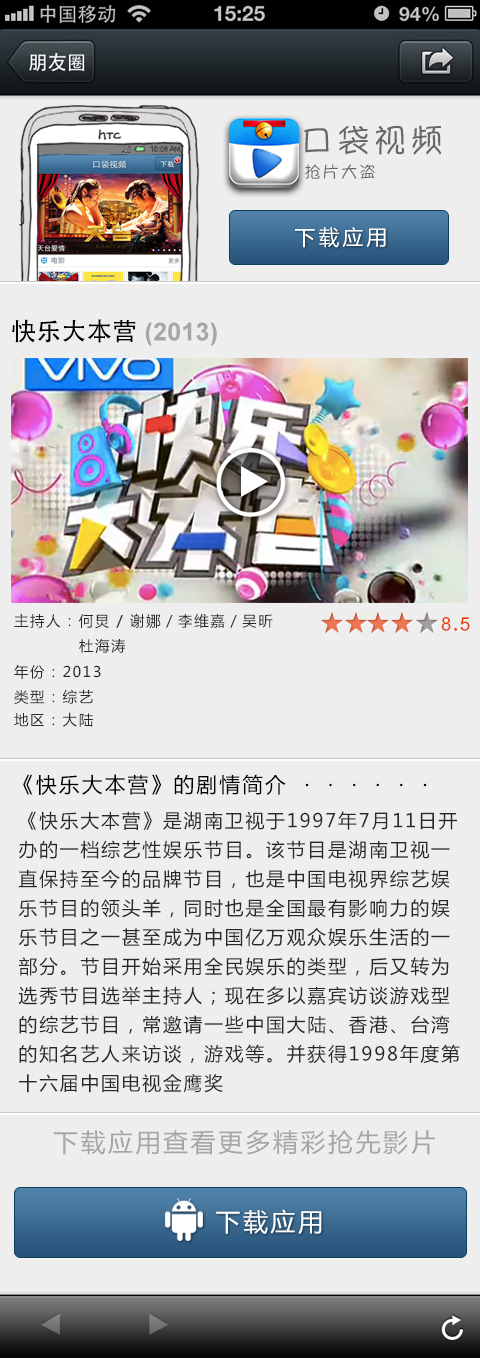 中国移动 15:25 94%
朋友圈
hTC
10:08 AM
口袋视频 下载
天台
天台爱情
电影 更多
口袋视频
抢片大盗
下载应用
快乐大本营 (2013)
vivo
快乐
大本营
主持人：何炅 / 谢娜 / 李维嘉 / 吴昕
杜海涛
8.5
年份：2013
类型：综艺
地区：大陆
《快乐大本营》的剧情简介 · · · · · ·
《快乐大本营》是湖南卫视于1997年7月11日开
办的一档综艺性娱乐节目。该节目是湖南卫视一
直保持至今的品牌节目，也是中国电视界综艺娱
乐节目的领头羊，同时也是全国最有影响力的娱
乐节目之一甚至成为中国亿万观众娱乐生活的一
部分。节目开始采用全民娱乐的类型，后又转为
选秀节目选举主持人；现在多以嘉宾访谈游戏型
的综艺节目，常邀请一些中国大陆、香港、台湾
的知名艺人来访谈，游戏等。并获得1998年度第
十六届中国电视金鹰奖
下载应用查看更多精彩抢先影片
下载应用